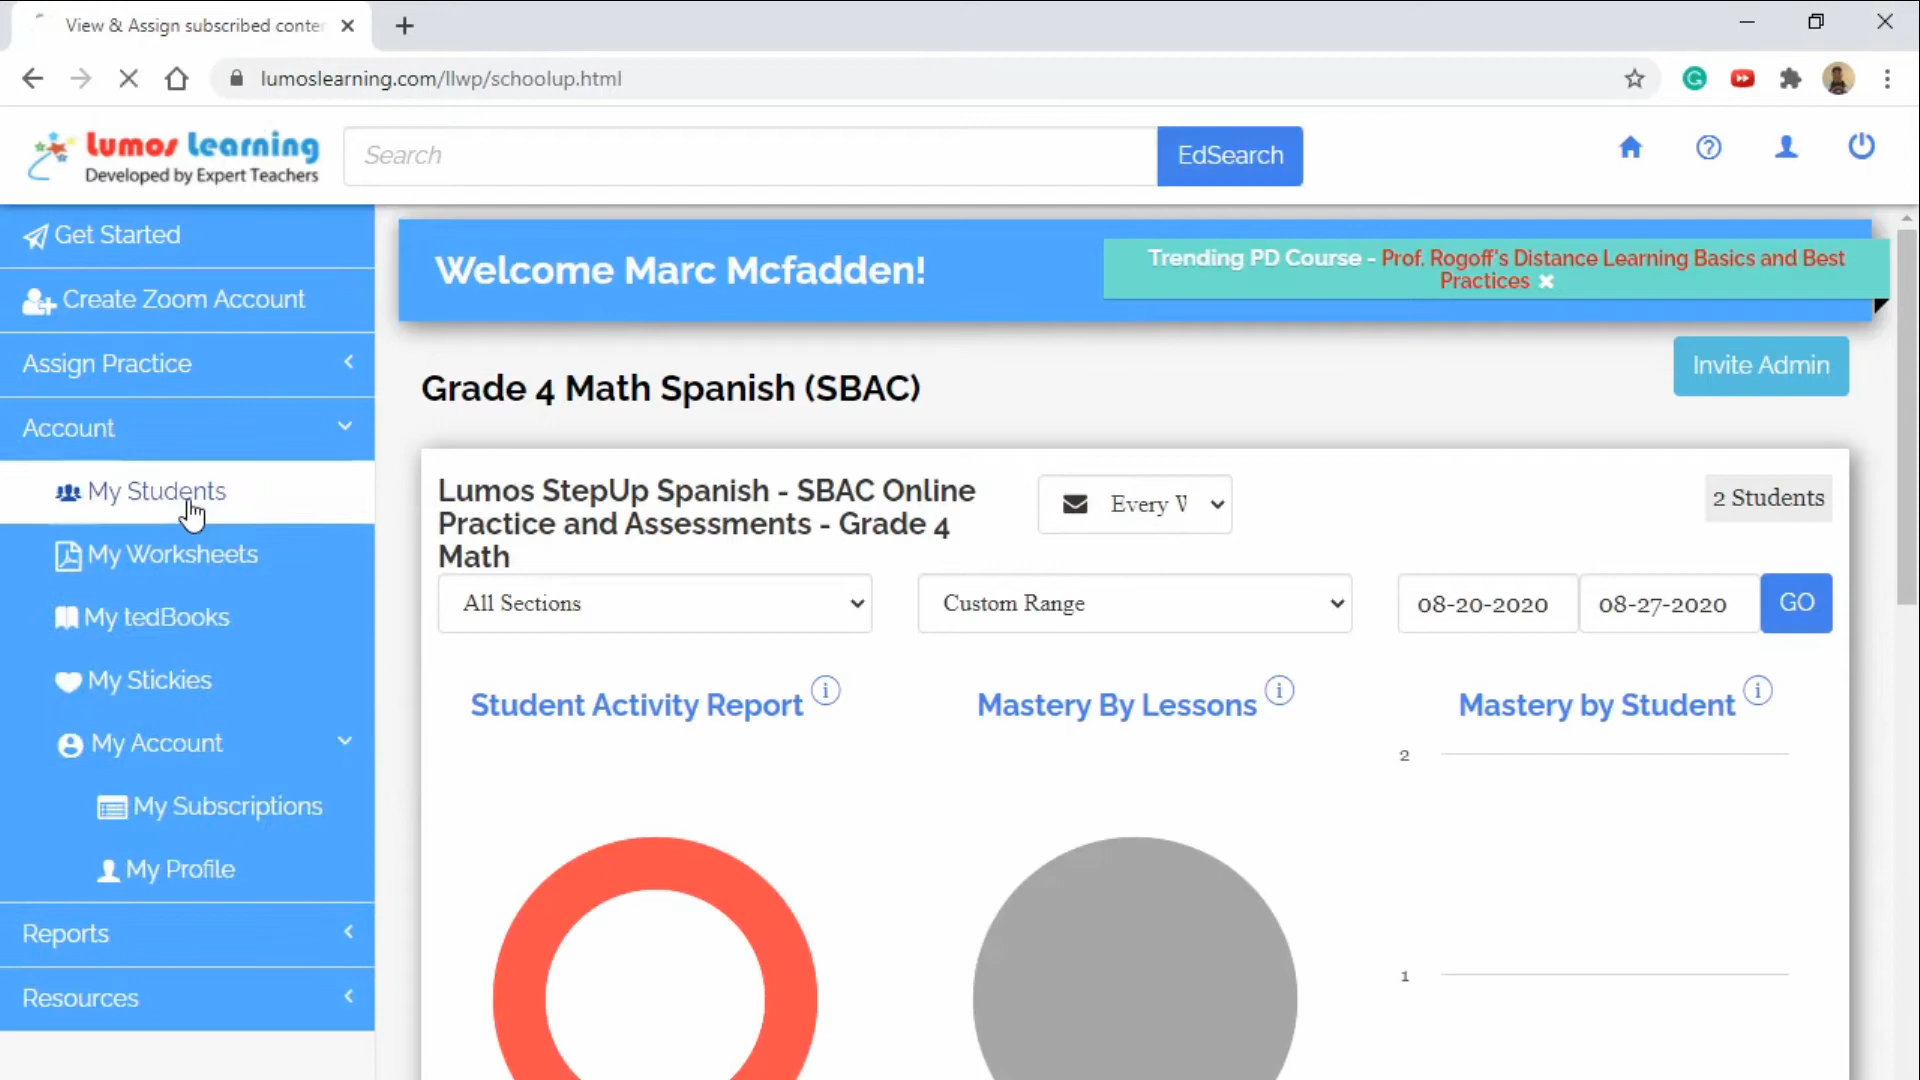 View & Assign subscribed conter
lumoslearning.com/llwp/schoolup.html
Lumos Learning
Developed by Expert Teachers
Search
EdSearch
Get Started
Create Zoom Account
Assign Practice
Account
My Students
My Worksheets
My tedBooks
My Stickies
My Account
My Subscriptions
My Profile
Reports
Resources
Welcome Marc Mcfadden!
Trending PD Course - Prof. Rogoff's Distance Learning Basics and Best
Practices
Invite Admin
Grade 4 Math Spanish (SBAC)
Lumos StepUp Spanish - SBAC Online
Practice and Assessments - Grade 4
Math
Every W
2 Students
All Sections
Custom Range
08-20-2020
08-27-2020
GO
Student Activity Report
Mastery By Lessons
Mastery by Student
2
1